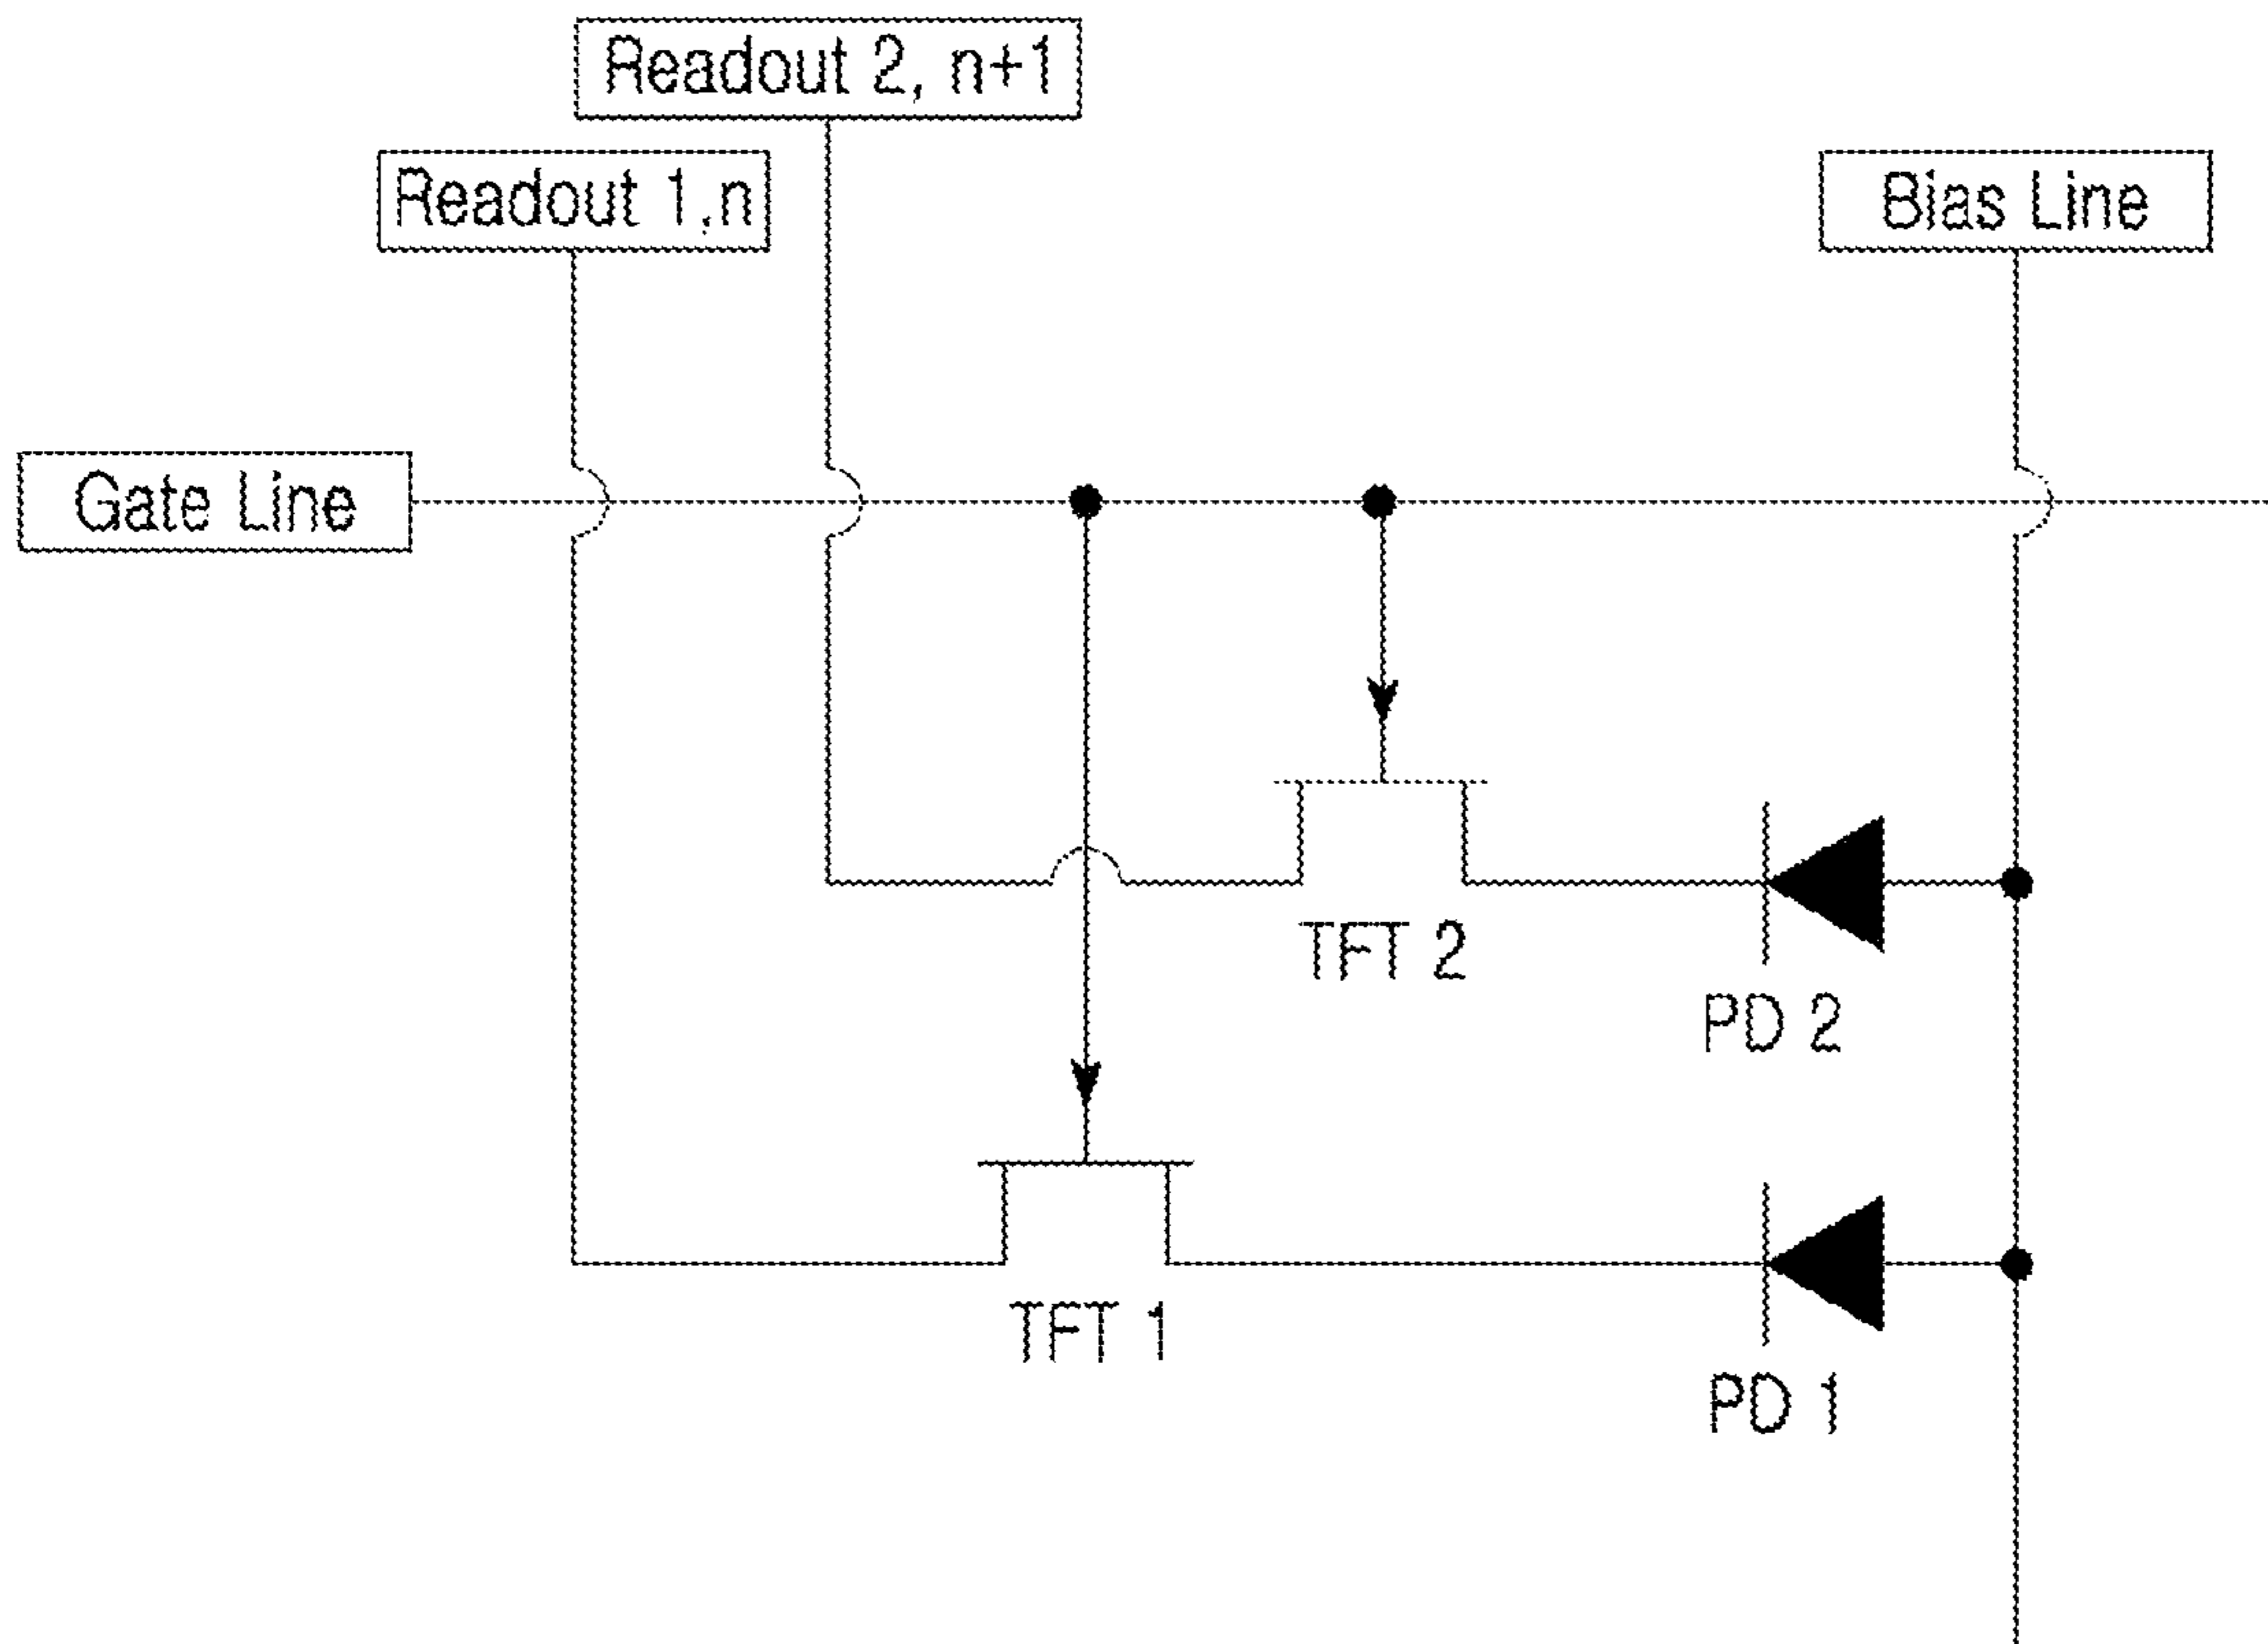 Readout 2, n+1
Readout 1,n
Bias Line
Gate Line
TFT 2
PD 2
TFT 1
PD 1